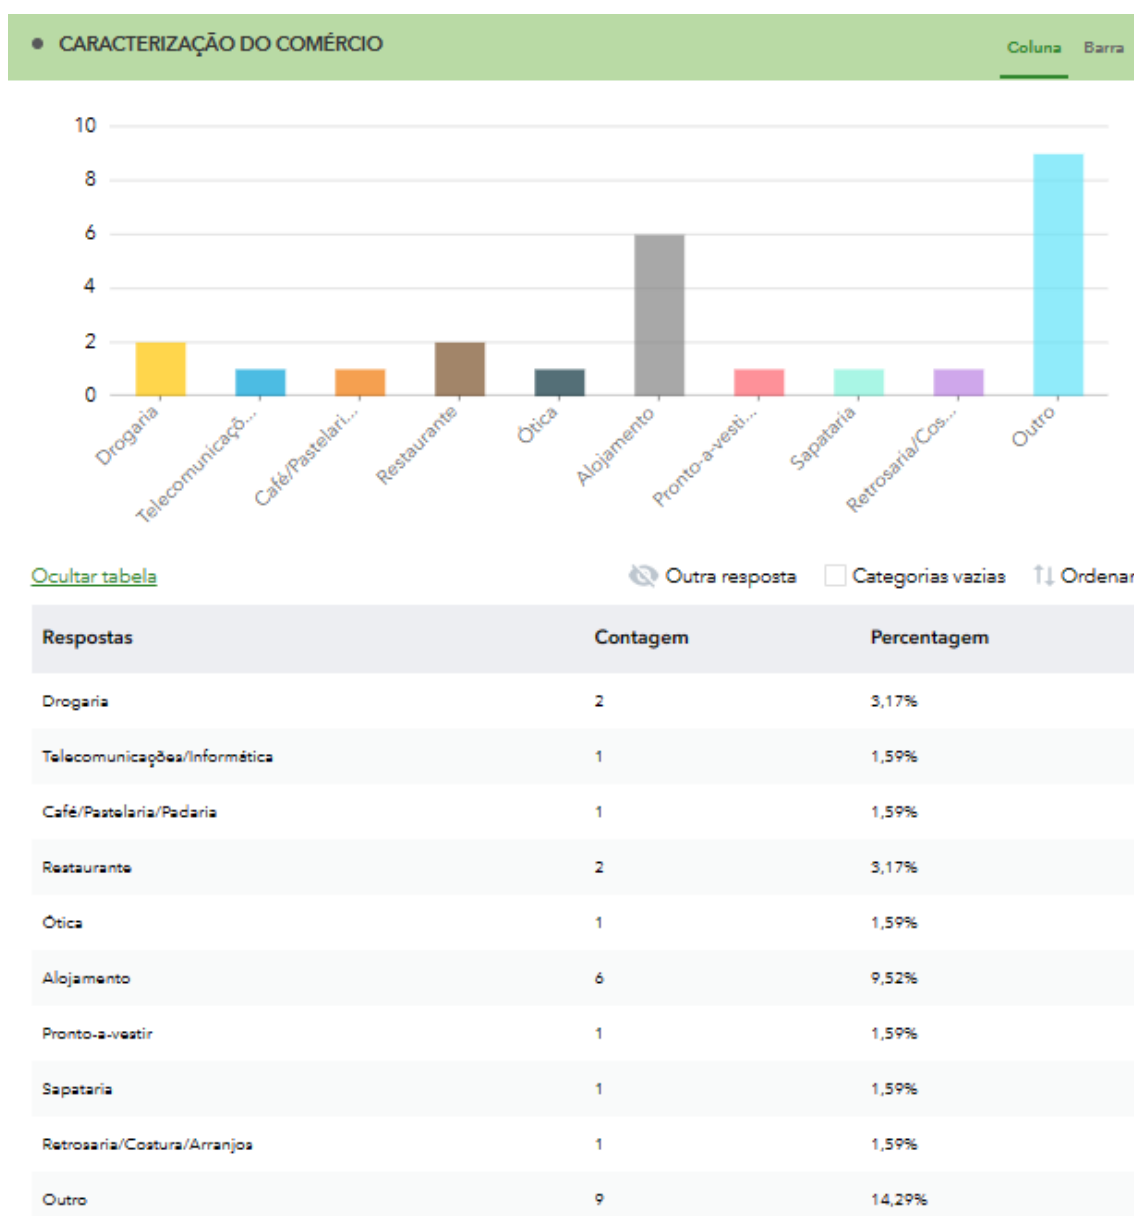 CARACTERIZAÇÃO DO COMÉRCIO
Coluna Barra
10
8
6
4
2
0
Drogaria
Telecomunicaçõ...
Café/Pastelari...
Restaurante
Ótica
Alojamento
Pronto-a-vesti...
Sapataria
Retrosaria/Cos...
Outro
Ocultar tabela
Outra resposta Categorias vazias Ordenar
Respostas Contagem Percentagem
Drogaria 2 3,17%
Telecomunicações/Informática 1 1,59%
Café/Pastelaria/Padaria 1 1,59%
Restaurante 2 3,17%
Ótica 1 1,59%
Alojamento 6 9,52%
Pronto-a-vestir 1 1,59%
Sapataria 1 1,59%
Retrosaria/Costura/Arranjos 1 1,59%
Outro 9 14,29%